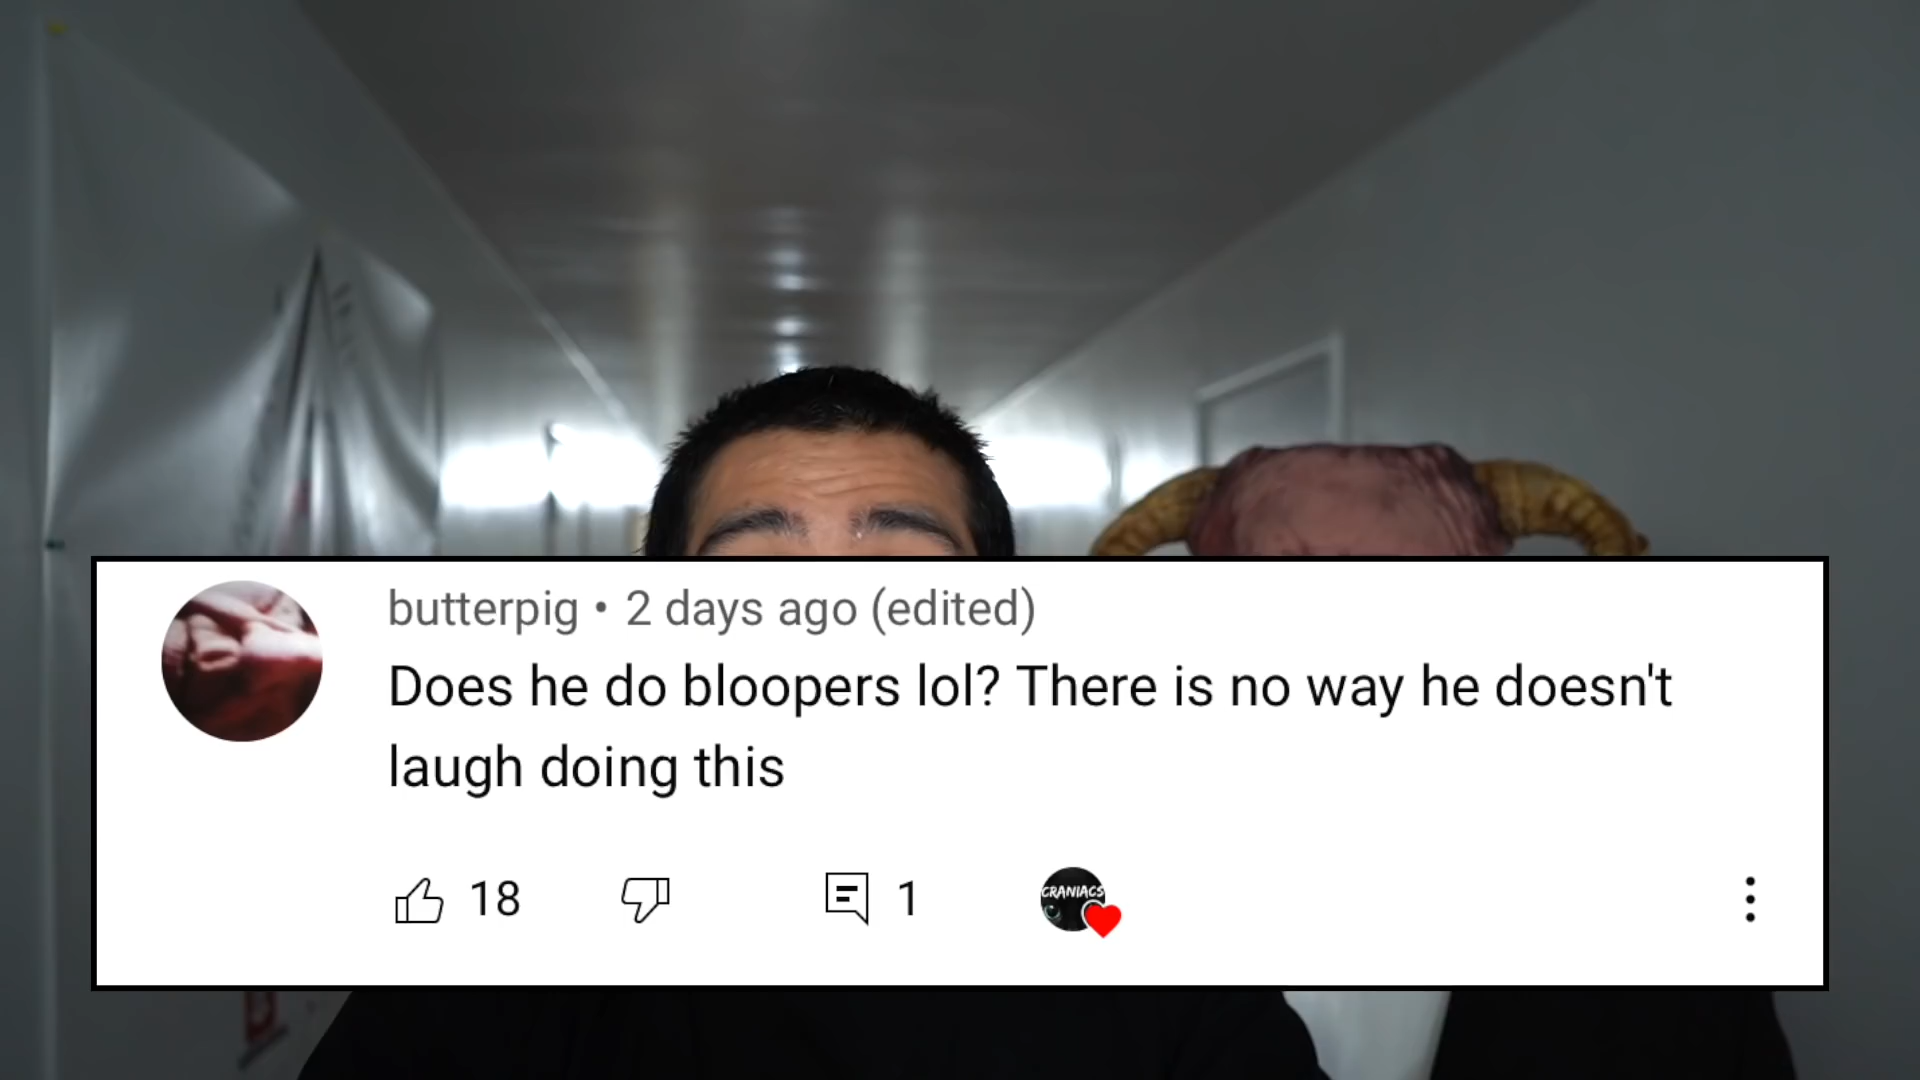 butterpig • 2 days ago (edited)
Does he do bloopers lol? There is no way he doesn't
laugh doing this
18
1
CRANIACS